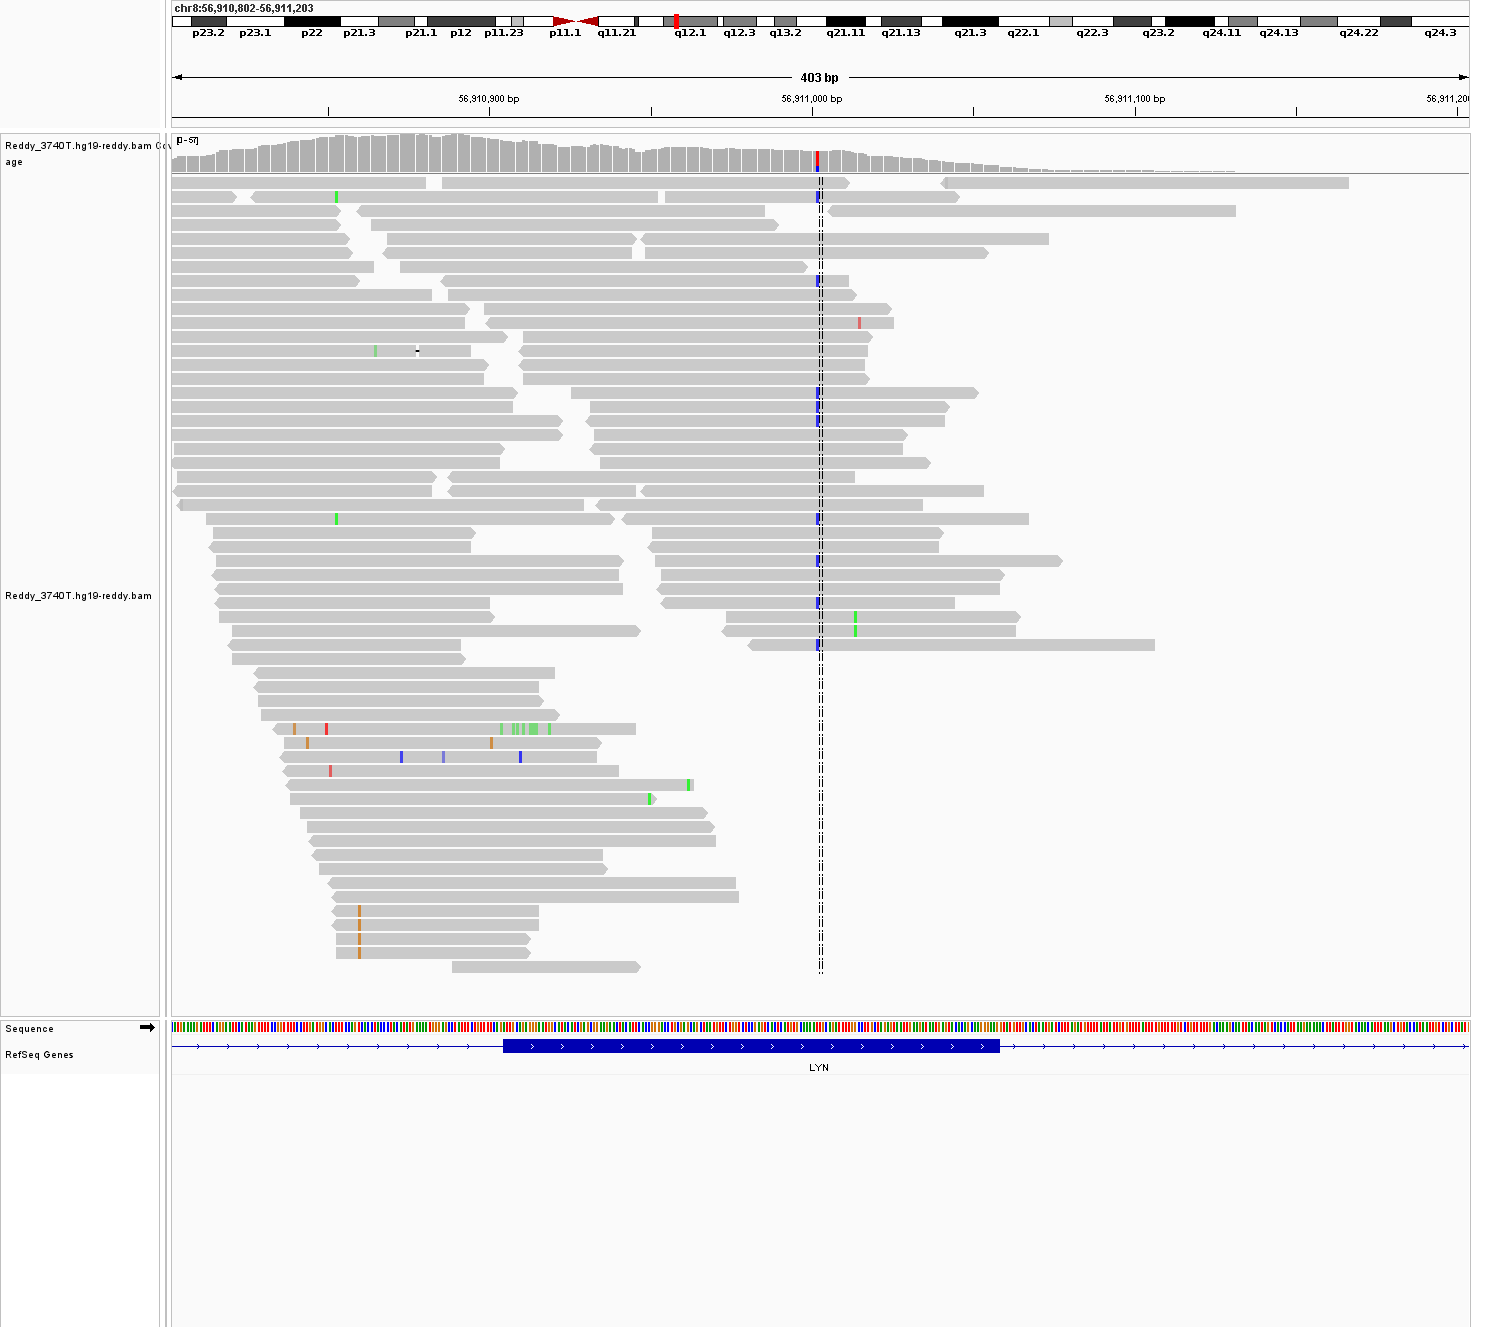 chr8:56,910,802-56,911,203
p23.2 p23.1 p22 p21.3 p21.1 p12 p11.23 p11.1 q11.21 q12.1 q12.3 q13.2 q21.11 q21.13 q21.3 q22.1 q22.3 q23.2 q24.11 q24.13 q24.22 q24.3
403 bp
56,910,900 bp 56,911,000 bp 56,911,100 bp 56,911,200
[0 - 57]
Reddy_3740T.hg19-reddy.bam Cov
age
Reddy_3740T.hg19-reddy.bam
Sequence
RefSeq Genes
LYN